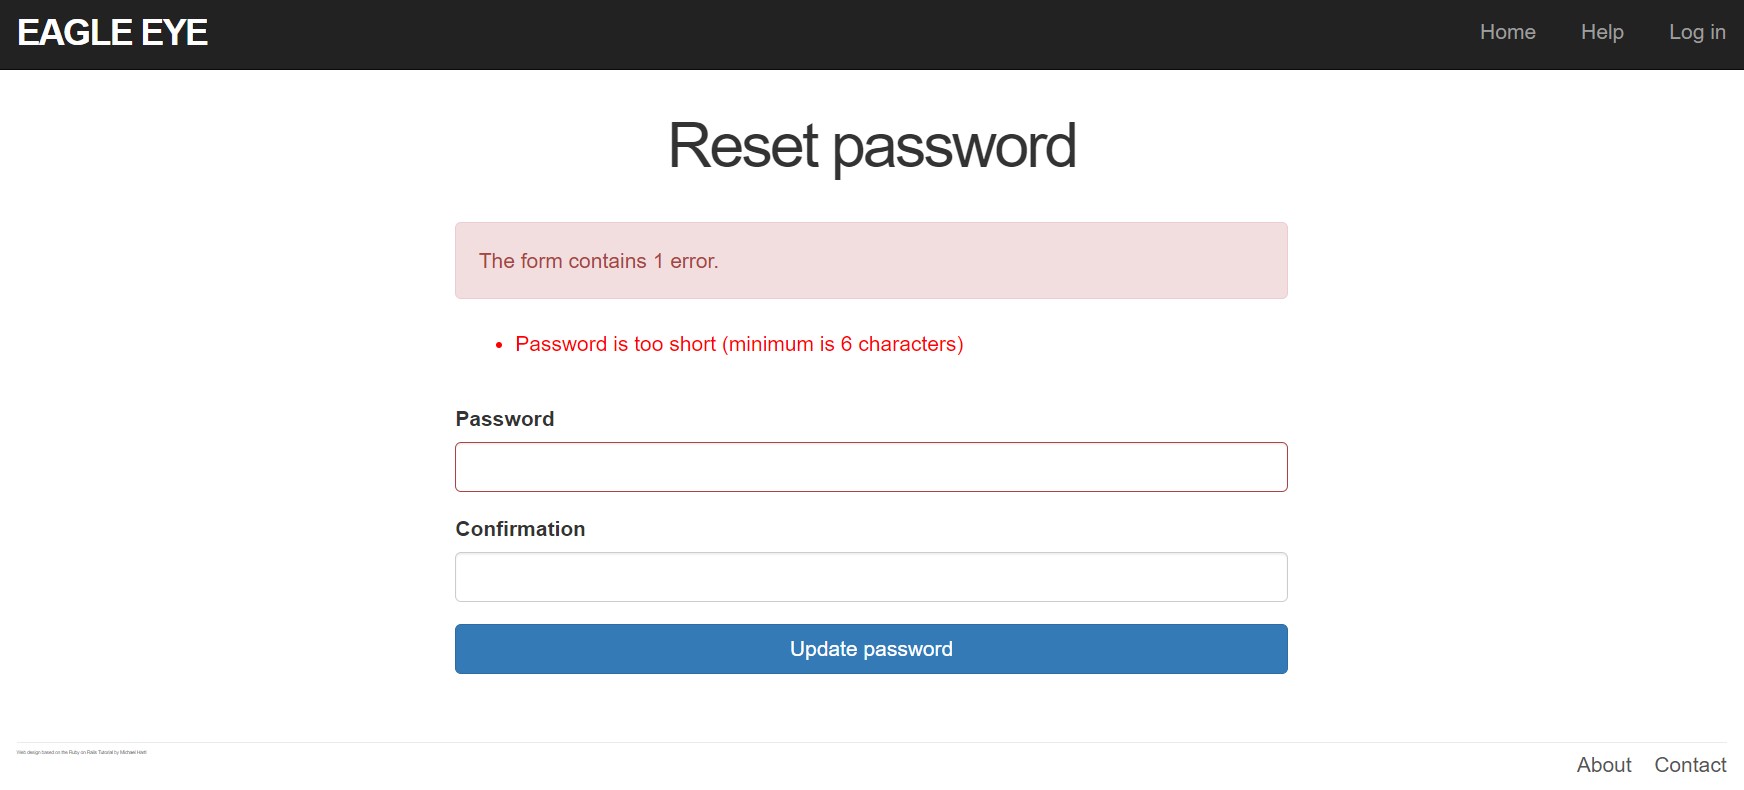 EAGLE EYE
Home Help Log in
Reset password
The form contains 1 error.
• Password is too short (minimum is 6 characters)
Password
Confirmation
Update password
Web design based on the Ruby on Rails Tutorial by Michael Hartl
About Contact